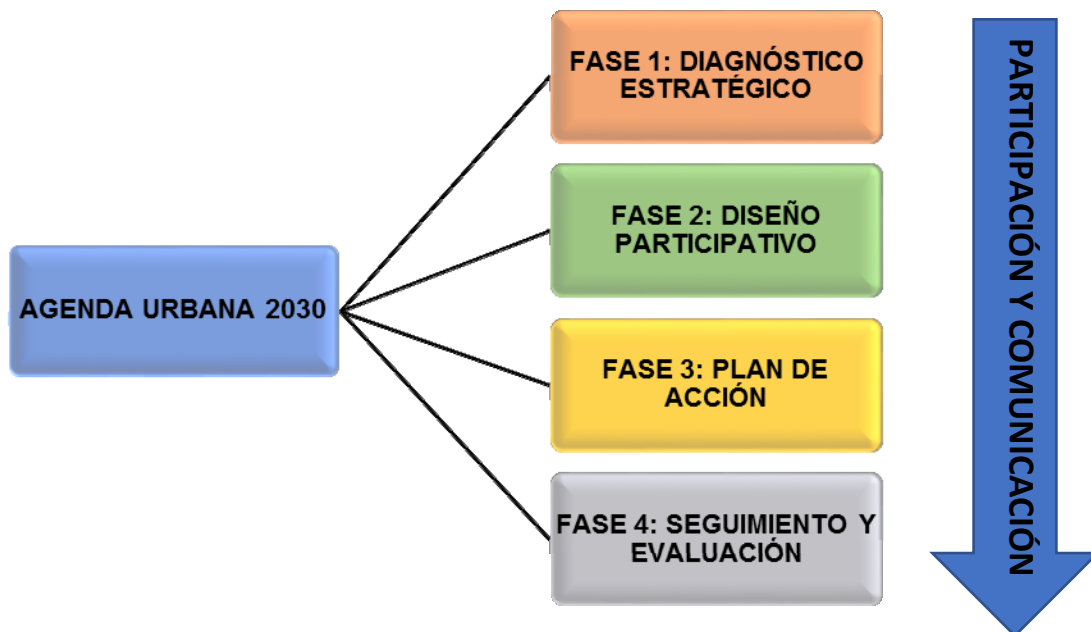 AGENDA URBANA 2030
FASE 1: DIAGNÓSTICO
ESTRATÉGICO
FASE 2: DISEÑO
PARTICIPATIVO
FASE 3: PLAN DE
ACCIÓN
FASE 4: SEGUIMIENTO Y
EVALUACIÓN
PARTICIPACIÓN Y COMUNICACIÓN